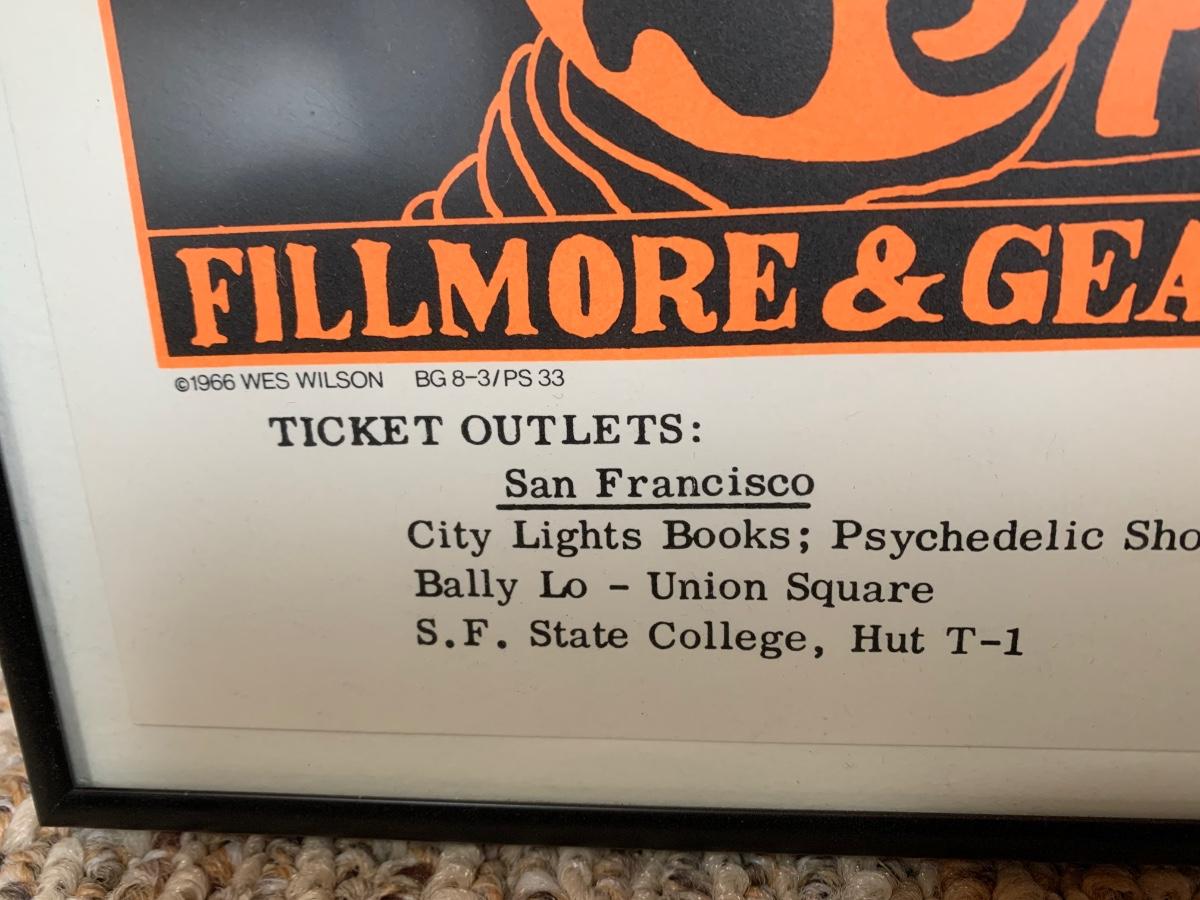 FILLMORE & GEA
©1966 WES WILSON BG 8-3/PS 33
TICKET OUTLETS:
San Francisco
City Lights Books; Psychedelic Sho
Bally Lo - Union Square
S.F. State College, Hut T-1